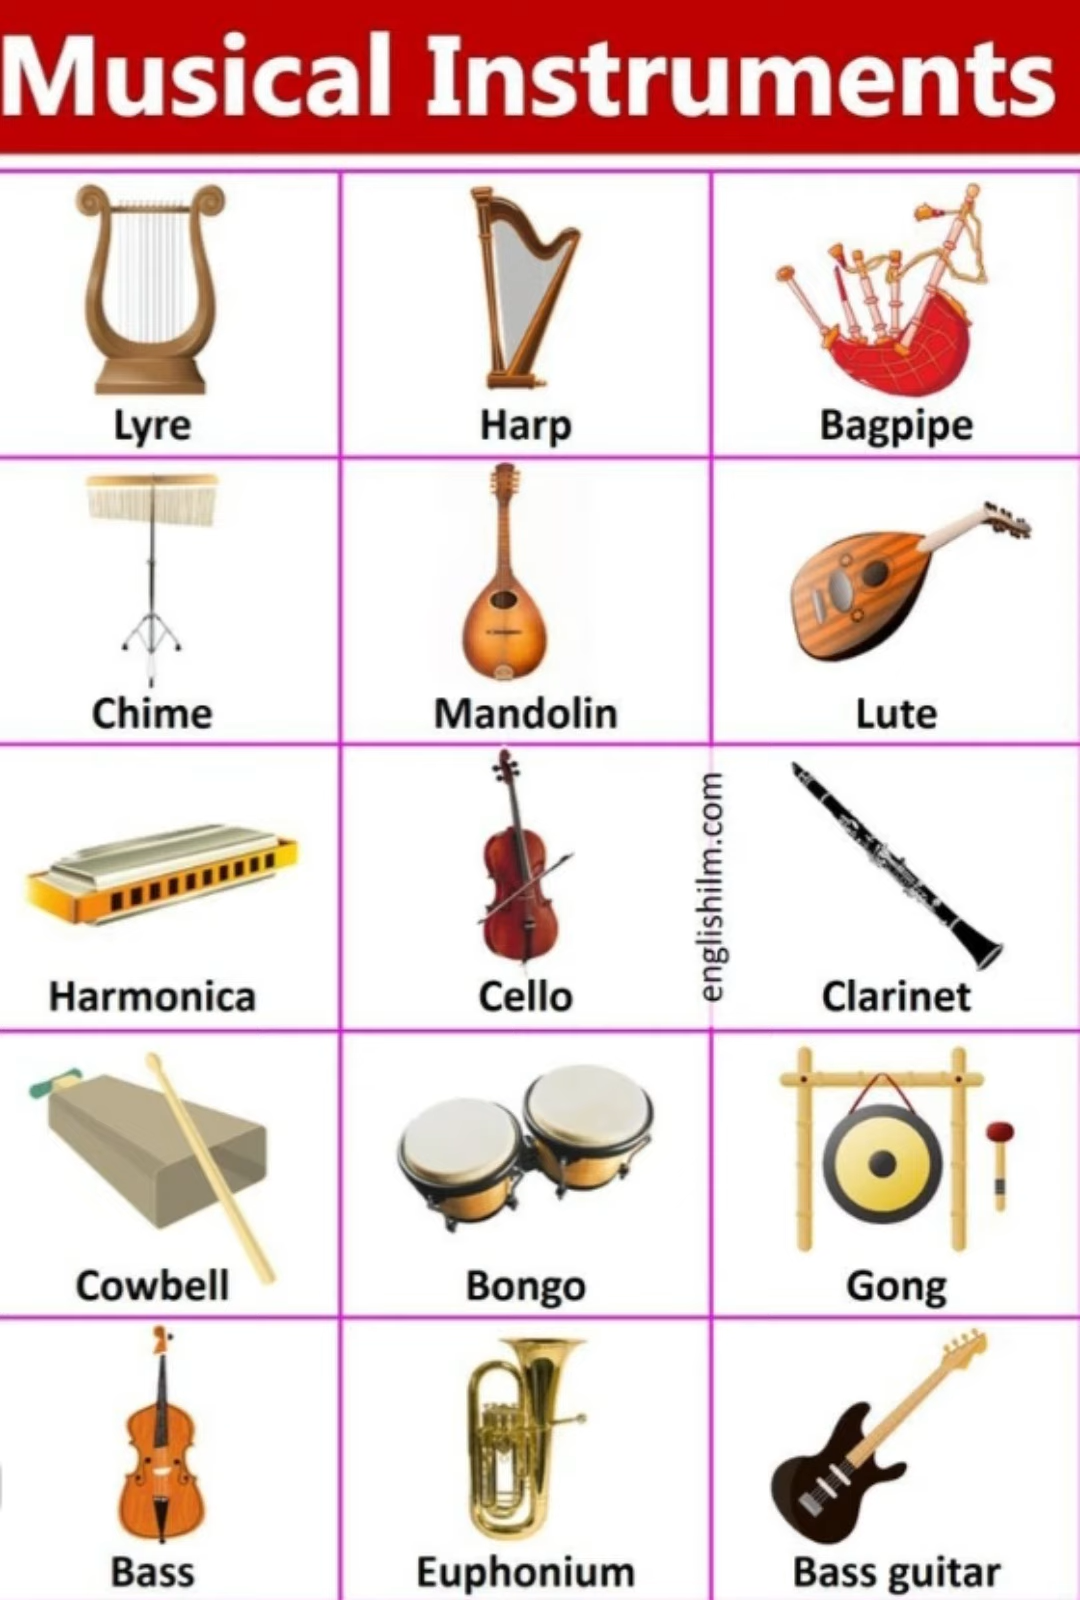 Musical Instruments
Lyre
Harp
Bagpipe
Chime
Mandolin
Lute
Harmonica
Cello
englishilm.com
Clarinet
Cowbell
Bongo
Gong
Bass
Euphonium
Bass guitar